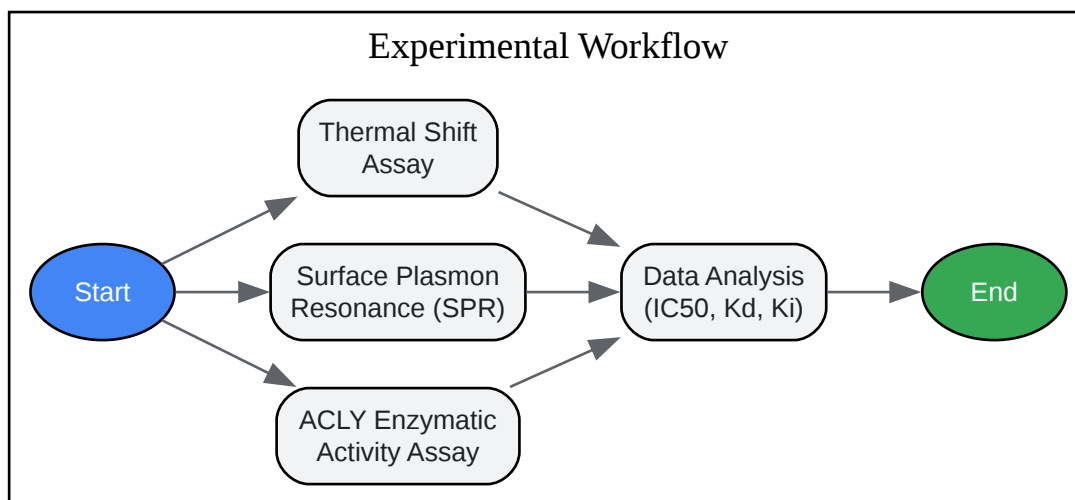 Experimental Workflow
Thermal Shift
Assay
Start
Surface Plasmon
Resonance (SPR)
Data Analysis
(IC50, Kd, Ki)
End
ACLY Enzymatic
Activity Assay